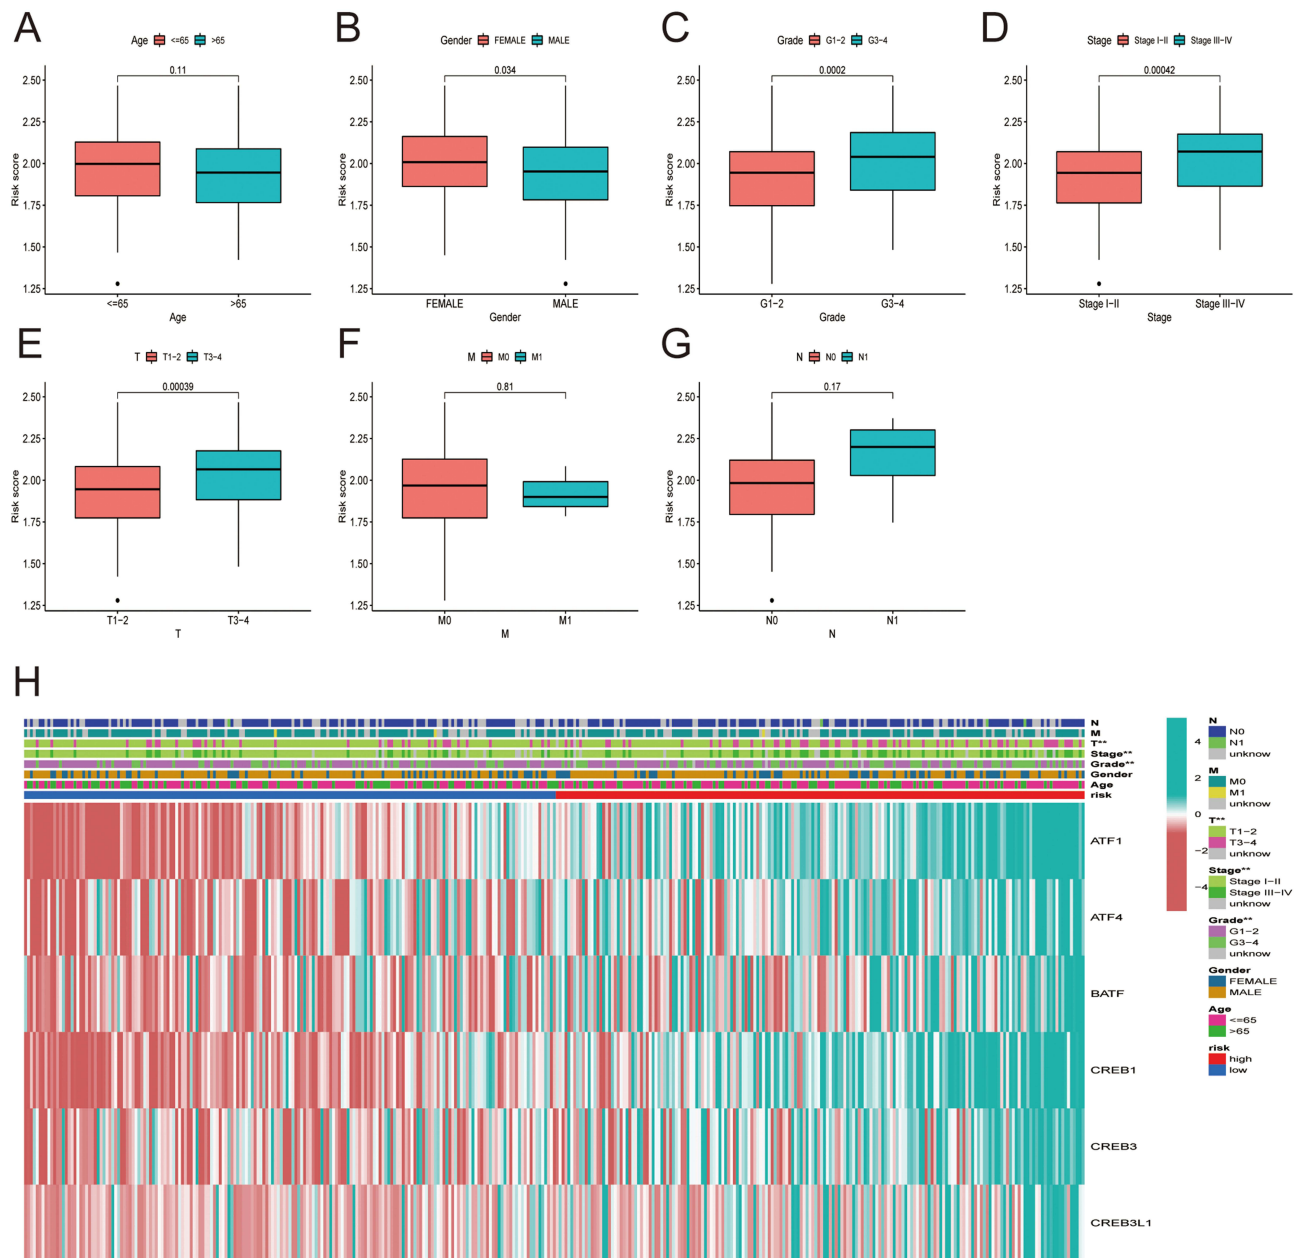 A
Age <=65 >65
0.11
2.50
2.25
2.00
1.75
1.50
1.25
Risk score
<=65 >65
Age
B
Gender FEMALE MALE
0.034
2.50
2.25
2.00
1.75
1.50
1.25
Risk score
FEMALE MALE
Gender
C
Grade G1-2 G3-4
0.0002
2.50
2.25
2.00
1.75
1.50
1.25
Risk score
G1-2 G3-4
Grade
D
Stage Stage I-II Stage III-IV
0.00042
2.50
2.25
2.00
1.75
1.50
1.25
Risk score
Stage I-II Stage III-IV
Stage
E
T T1-2 T3-4
0.00039
2.50
2.25
2.00
1.75
1.50
1.25
Risk score
T1-2 T3-4
T
F
M M0 M1
0.81
2.50
2.25
2.00
1.75
1.50
1.25
Risk score
M0 M1
M
G
N N0 N1
0.17
2.50
2.25
2.00
1.75
1.50
1.25
Risk score
N0 N1
N
H
N
M
T**
Stage**
Grade**
Gender
Age
risk
ATF1
ATF4
BATF
CREB1
CREB3
CREB3L1
4
2
0
-2
-4
N
N0
N1
unknow
M
M0
M1
unknow
T**
T1-2
T3-4
unknow
Stage**
Stage I-II
Stage III-IV
unknow
Grade**
G1-2
G3-4
unknow
Gender
FEMALE
MALE
Age
<=65
>65
risk
high
low